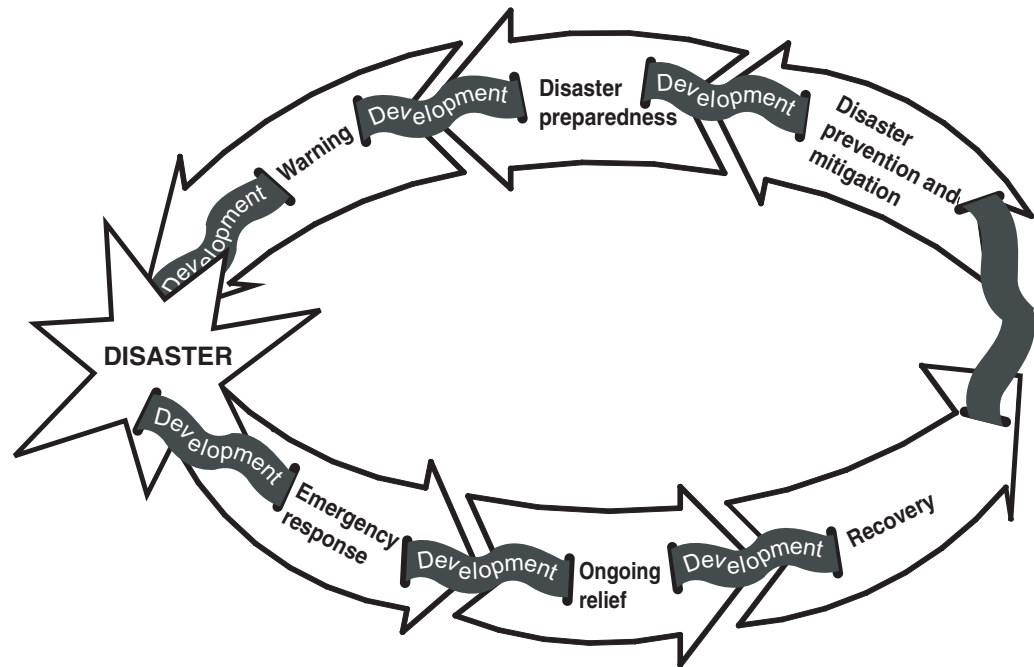 Development
Disaster
preparedness
Development
Disaster
prevention and
mitigation
Warning
Development
DISASTER
Development
Emergency
response
Development
Ongoing
relief
Development
Recovery